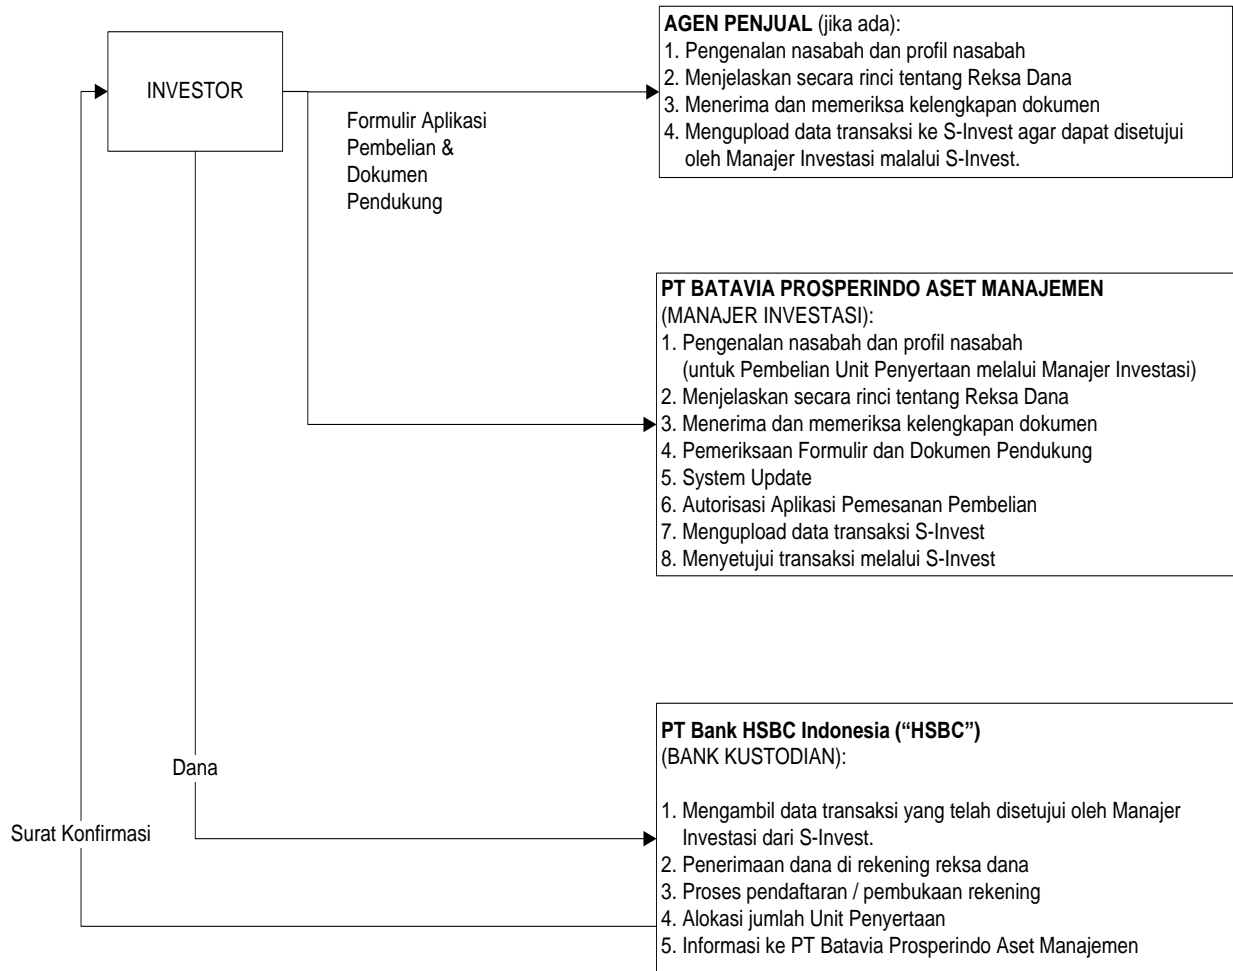 INVESTOR
Formulir Aplikasi
Pembelian &
Dokumen
Pendukung
AGEN PENJUAL (jika ada):
1. Pengenalan nasabah dan profil nasabah
2. Menjelaskan secara rinci tentang Reksa Dana
3. Menerima dan memeriksa kelengkapan dokumen
4. Mengupload data transaksi ke S-Invest agar dapat disetujui
oleh Manajer Investasi malalui S-Invest.
PT BATAVIA PROSPERINDO ASET MANAJEMEN
(MANAJER INVESTASI):
1. Pengenalan nasabah dan profil nasabah
(untuk Pembelian Unit Penyertaan melalui Manajer Investasi)
2. Menjelaskan secara rinci tentang Reksa Dana
3. Menerima dan memeriksa kelengkapan dokumen
4. Pemeriksaan Formulir dan Dokumen Pendukung
5. System Update
6. Autorisasi Aplikasi Pemesanan Pembelian
7. Mengupload data transaksi S-Invest
8. Menyetujui transaksi melalui S-Invest
Dana
Surat Konfirmasi
PT Bank HSBC Indonesia (“HSBC”)
(BANK KUSTODIAN):
1. Mengambil data transaksi yang telah disetujui oleh Manajer
Investasi dari S-Invest.
2. Penerimaan dana di rekening reksa dana
3. Proses pendaftaran / pembukaan rekening
4. Alokasi jumlah Unit Penyertaan
5. Informasi ke PT Batavia Prosperindo Aset Manajemen